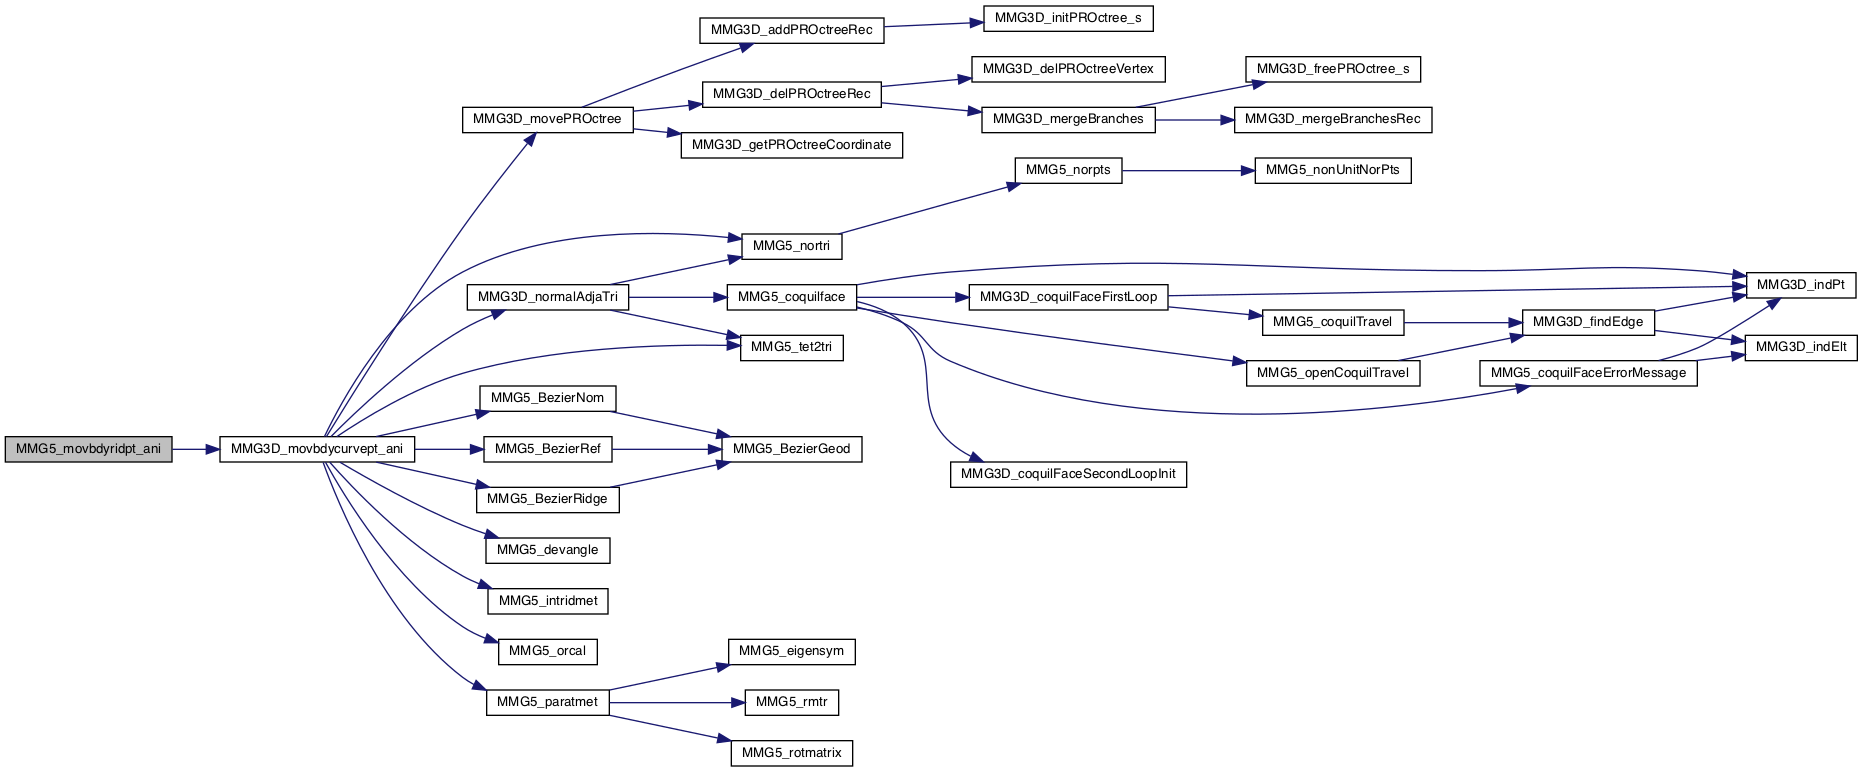 MMG3D_initPROctree_s
MMG3D_addPROctreeRec
MMG3D_delPROctreeVertex
MMG3D_freePROctree_s
MMG3D_delPROctreeRec
MMG3D_movePROctree
MMG3D_mergeBranches
MMG3D_mergeBranchesRec
MMG3D_getPROctreeCoordinate
MMG5_norpts
MMG5_nonUnitNorPts
MMG5_nortri
MMG3D_indPt
MMG3D_normalAdjaTri
MMG5_coquilface
MMG3D_coquilFaceFirstLoop
MMG5_coquilTravel
MMG3D_findEdge
MMG5_tet2tri
MMG3D_indElt
MMG5_openCoquilTravel
MMG5_coquilFaceErrorMessage
MMG5_BezierNom
MMG5_movbdyridpt_ani
MMG3D_movbdycurvept_ani
MMG5_BezierRef
MMG5_BezierGeod
MMG3D_coquilFaceSecondLoopInit
MMG5_BezierRidge
MMG5_devangle
MMG5_intridmet
MMG5_orcal
MMG5_eigensym
MMG5_paratmet
MMG5_rmtr
MMG5_rotmatrix